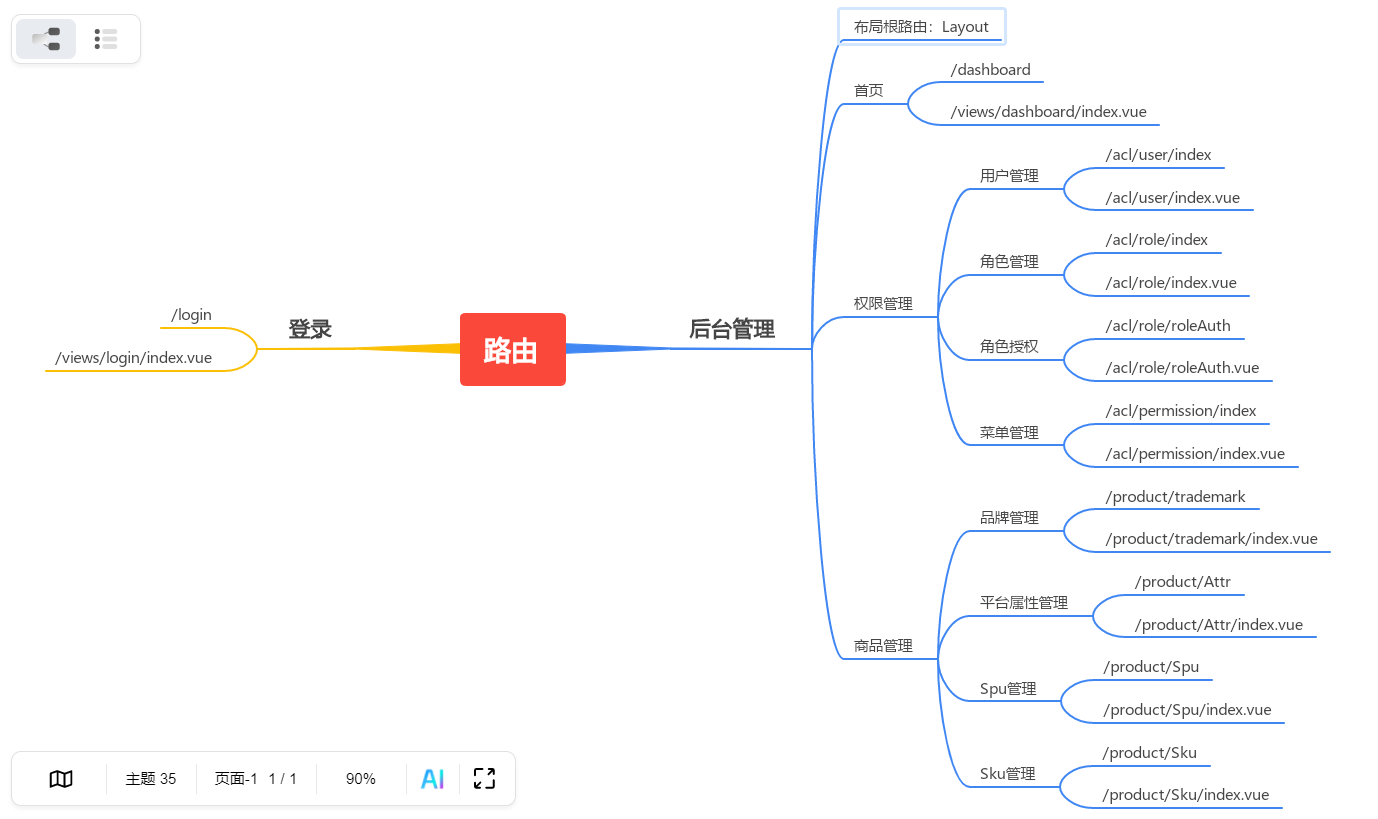 路由
登录
/login
/views/login/index.vue
后台管理
布局根路由：Layout
首页
/dashboard
/views/dashboard/index.vue
权限管理
用户管理
/acl/user/index
/acl/user/index.vue
角色管理
/acl/role/index
/acl/role/index.vue
角色授权
/acl/role/roleAuth
/acl/role/roleAuth.vue
菜单管理
/acl/permission/index
/acl/permission/index.vue
商品管理
品牌管理
/product/trademark
/product/trademark/index.vue
平台属性管理
/product/Attr
/product/Attr/index.vue
Spu管理
/product/Spu
/product/Spu/index.vue
Sku管理
/product/Sku
/product/Sku/index.vue
主题 35 页面-1 1 / 1 90% AI